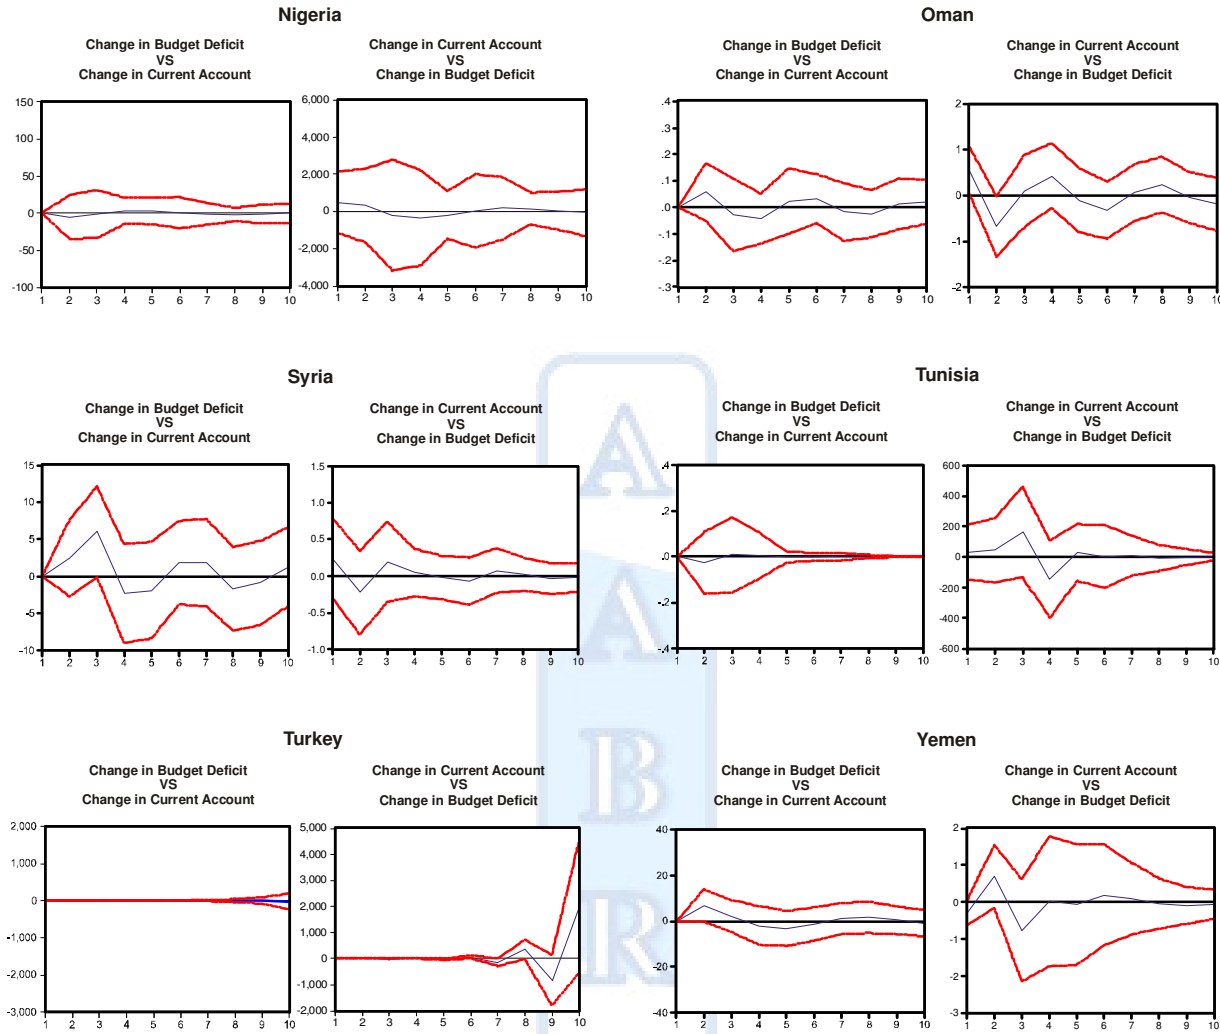 Nigeria
Oman
Change in Budget Deficit
VS
Change in Current Account
Change in Current Account
VS
Change in Budget Deficit
Change in Budget Deficit
VS
Change in Current Account
Change in Current Account
VS
Change in Budget Deficit
150
100
50
0
-50
-100
1 2 3 4 5 6 7 8 9 10
6,000
4,000
2,000
0
-2,000
-4,000
1 2 3 4 5 6 7 8 9 10
.4
.3
.2
.1
.0
-.1
-.2
-.3
1 2 3 4 5 6 7 8 9 10
2
1
0
-1
-2
1 2 3 4 5 6 7 8 9 10
Syria
Tunisia
Change in Budget Deficit
VS
Change in Current Account
Change in Current Account
VS
Change in Budget Deficit
Change in Budget Deficit
VS
Change in Current Account
Change in Current Account
VS
Change in Budget Deficit
15
10
5
0
-5
-10
1 2 3 4 5 6 7 8 9 10
1.5
1.0
0.5
0.0
-0.5
-1.0
1 2 3 4 5 6 7 8 9 10
.4
.2
.0
-.2
-.4
1 2 3 4 5 6 7 8 9 10
600
400
200
0
-200
-400
-600
1 2 3 4 5 6 7 8 9 10
Turkey
Yemen
Change in Budget Deficit
VS
Change in Current Account
Change in Current Account
VS
Change in Budget Deficit
Change in Budget Deficit
VS
Change in Current Account
Change in Current Account
VS
Change in Budget Deficit
2,000
1,000
0
-1,000
-2,000
-3,000
1 2 3 4 5 6 7 8 9 10
5,000
4,000
3,000
2,000
1,000
0
-1,000
-2,000
1 2 3 4 5 6 7 8 9 10
40
20
0
-20
-40
1 2 3 4 5 6 7 8 9 10
2
1
0
-1
-2
-3
1 2 3 4 5 6 7 8 9 10
A
A
B
R